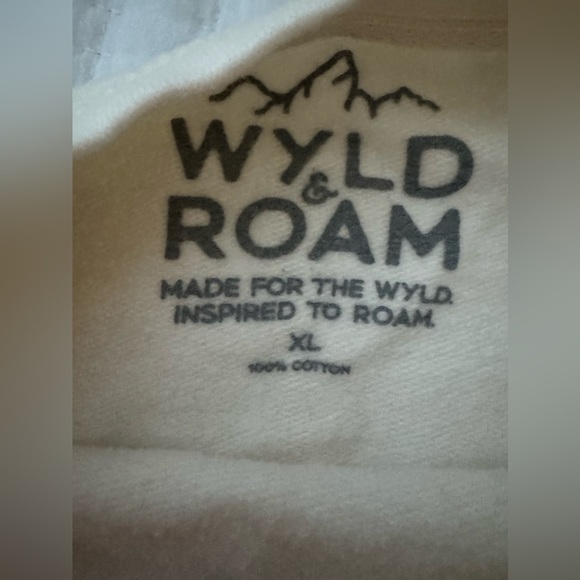 WYLD
&
ROAM
MADE FOR THE WYLD.
INSPIRED TO ROAM.
XL
100% COTTON